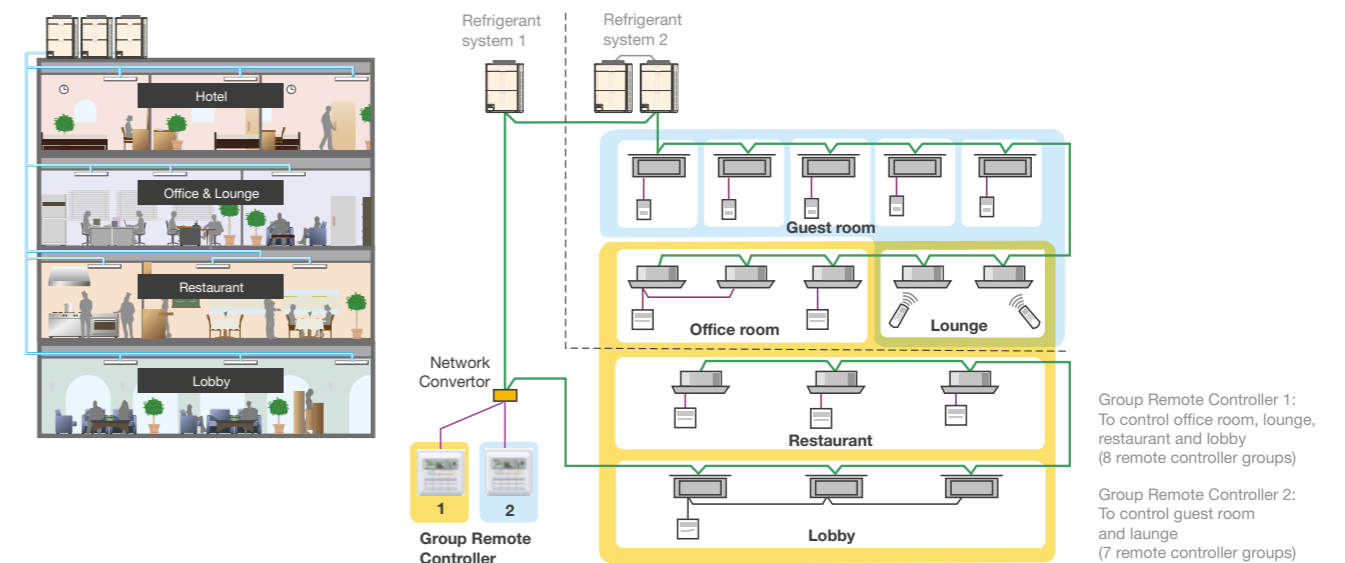 Hotel
Office & Lounge
Restaurant
Lobby
Refrigerant
system 1
Refrigerant
system 2
Guest room
Office room
Lounge
Network
Convertor
Restaurant
Lobby
1
2
Group Remote
Controller
Group Remote Controller 1:
To control office room, lounge,
restaurant and lobby
(8 remote controller groups)
Group Remote Controller 2:
To control guest room
and launge
(7 remote controller groups)